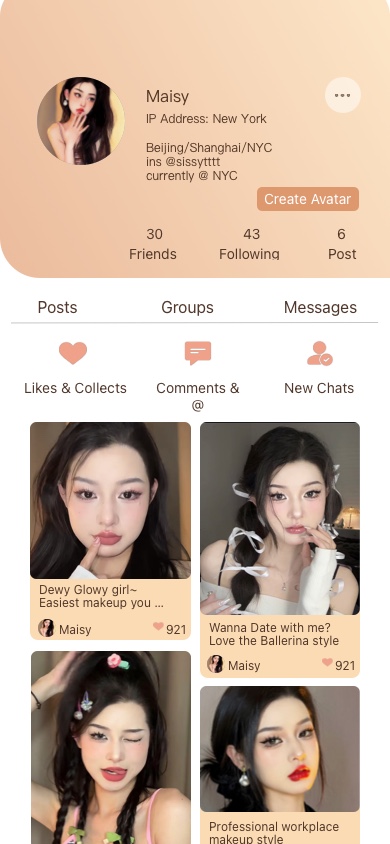 Maisy
IP Address: New York
Beijing/Shanghai/NYC
ins @sissytttt
currently @ NYC
Create Avatar
30
43
6
Friends
Following
Post
Posts
Groups
Messages
Likes & Collects
Comments &
@
New Chats
Dewy Glowy girl~
Easiest makeup you ...
Maisy
921
Wanna Date with me?
Love the Ballerina style
Maisy
921
Professional workplace
makeup style